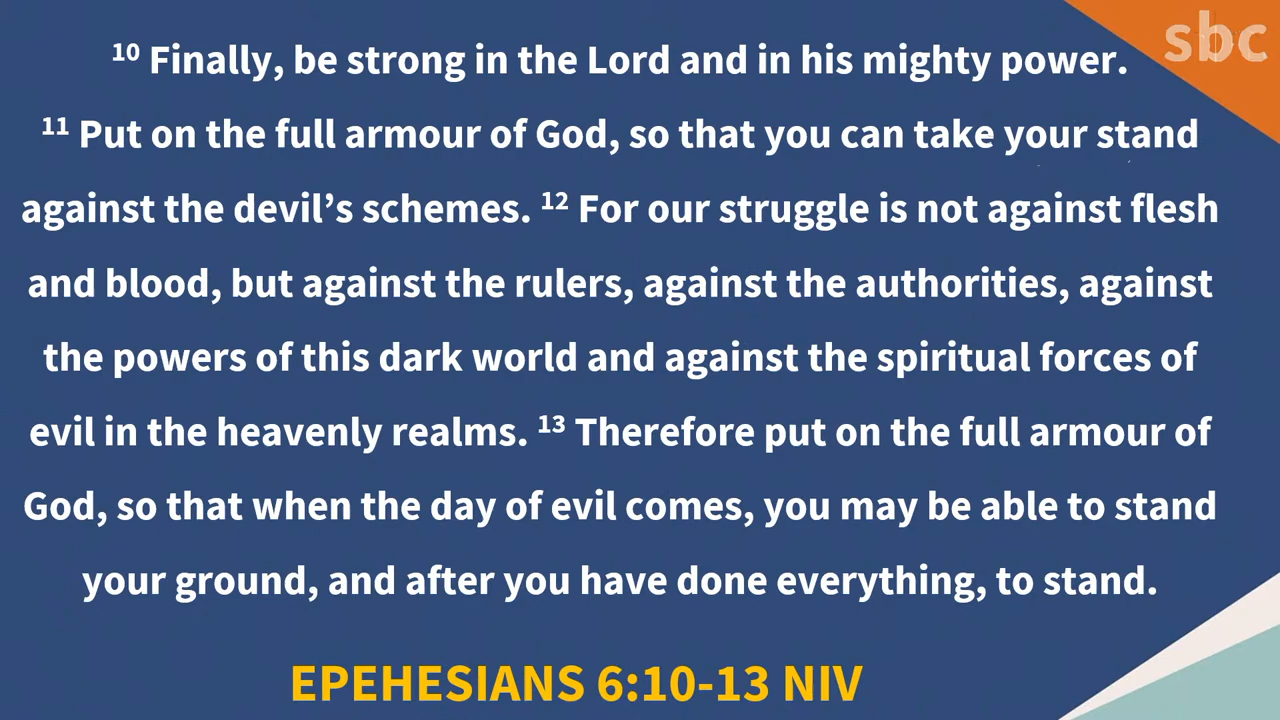 sbc
¹⁰ Finally, be strong in the Lord and in his mighty power.
¹¹ Put on the full armour of God, so that you can take your stand
against the devil’s schemes. ¹² For our struggle is not against flesh
and blood, but against the rulers, against the authorities, against
the powers of this dark world and against the spiritual forces of
evil in the heavenly realms. ¹³ Therefore put on the full armour of
God, so that when the day of evil comes, you may be able to stand
your ground, and after you have done everything, to stand.
EPEHESIANS 6:10-13 NIV